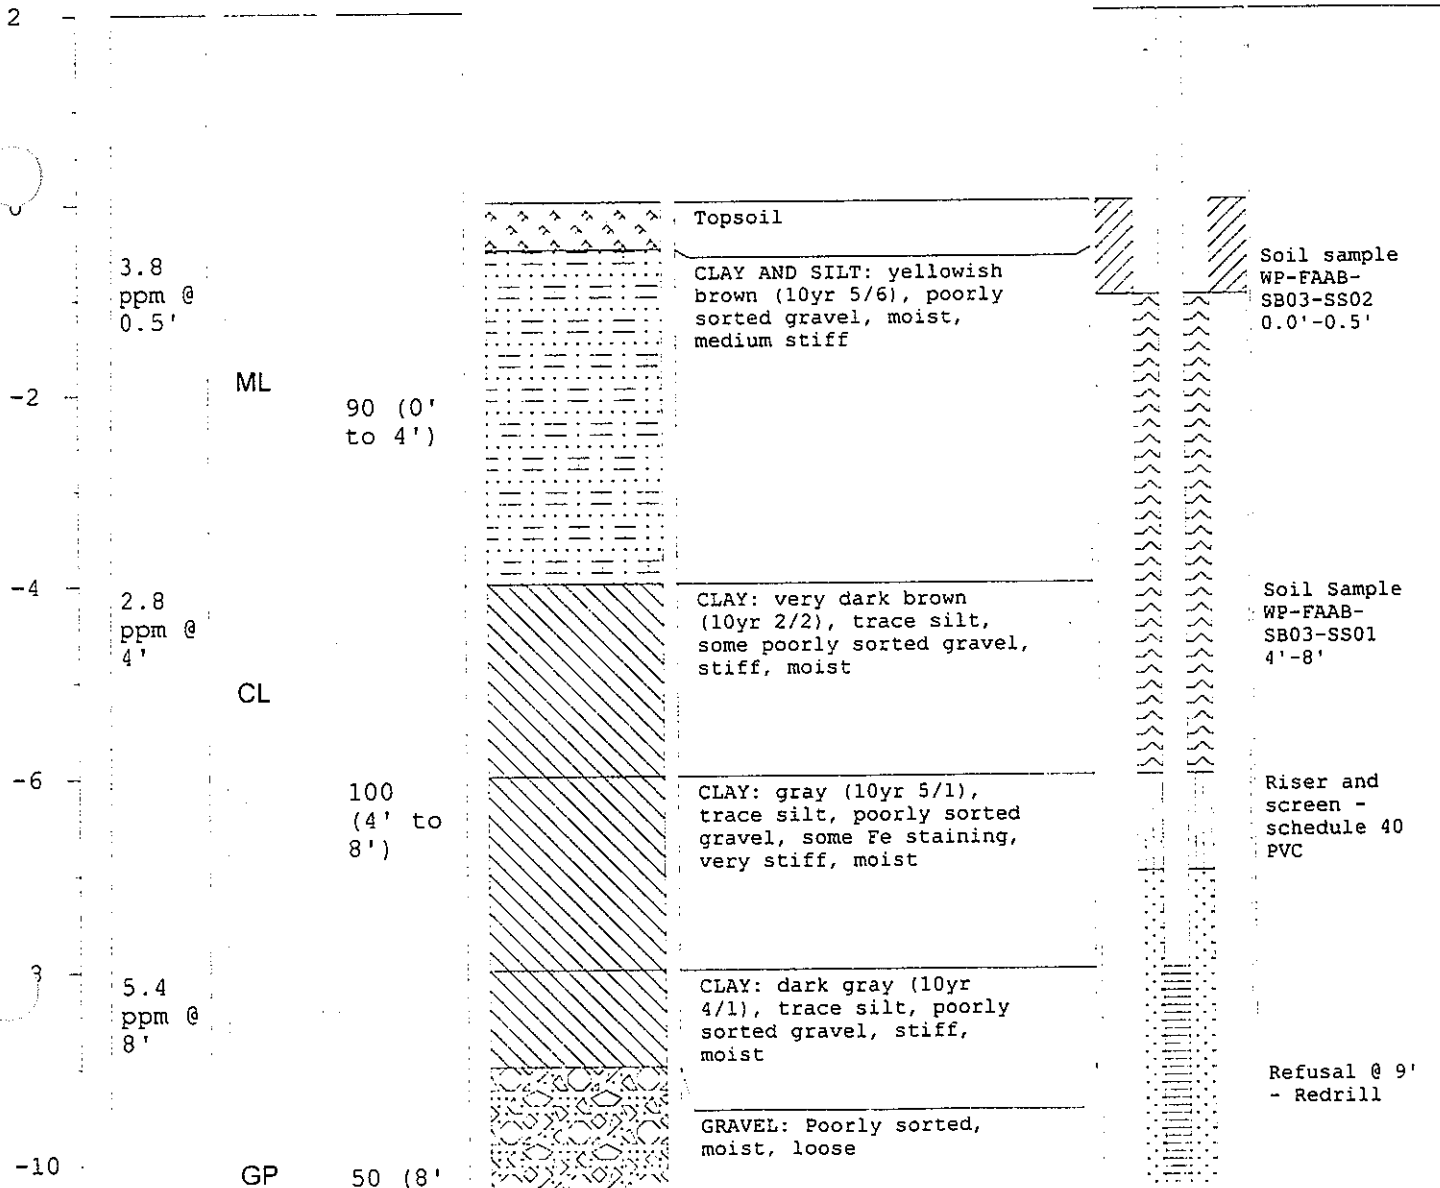 2
0
Topsoil
3.8
ppm @
0.5'
CLAY AND SILT: yellowish
brown (10yr 5/6), poorly
sorted gravel, moist,
medium stiff
Soil sample
WP-FAAB-
SB03-SS02
0.0'-0.5'
ML
-2
90 (0'
to 4')
-4
2.8
ppm @
4'
CLAY: very dark brown
(10yr 2/2), trace silt,
some poorly sorted gravel,
stiff, moist
Soil Sample
WP-FAAB-
SB03-SS01
4'-8'
CL
-6
100
(4' to
8')
CLAY: gray (10yr 5/1),
trace silt, poorly sorted
gravel, some Fe staining,
very stiff, moist
Riser and
screen -
schedule 40
PVC
5.4
ppm @
8'
CLAY: dark gray (10yr
4/1), trace silt, poorly
sorted gravel, stiff,
moist
Refusal @ 9'
- Redrill
GRAVEL: Poorly sorted,
moist, loose
-10
GP
50 (8'